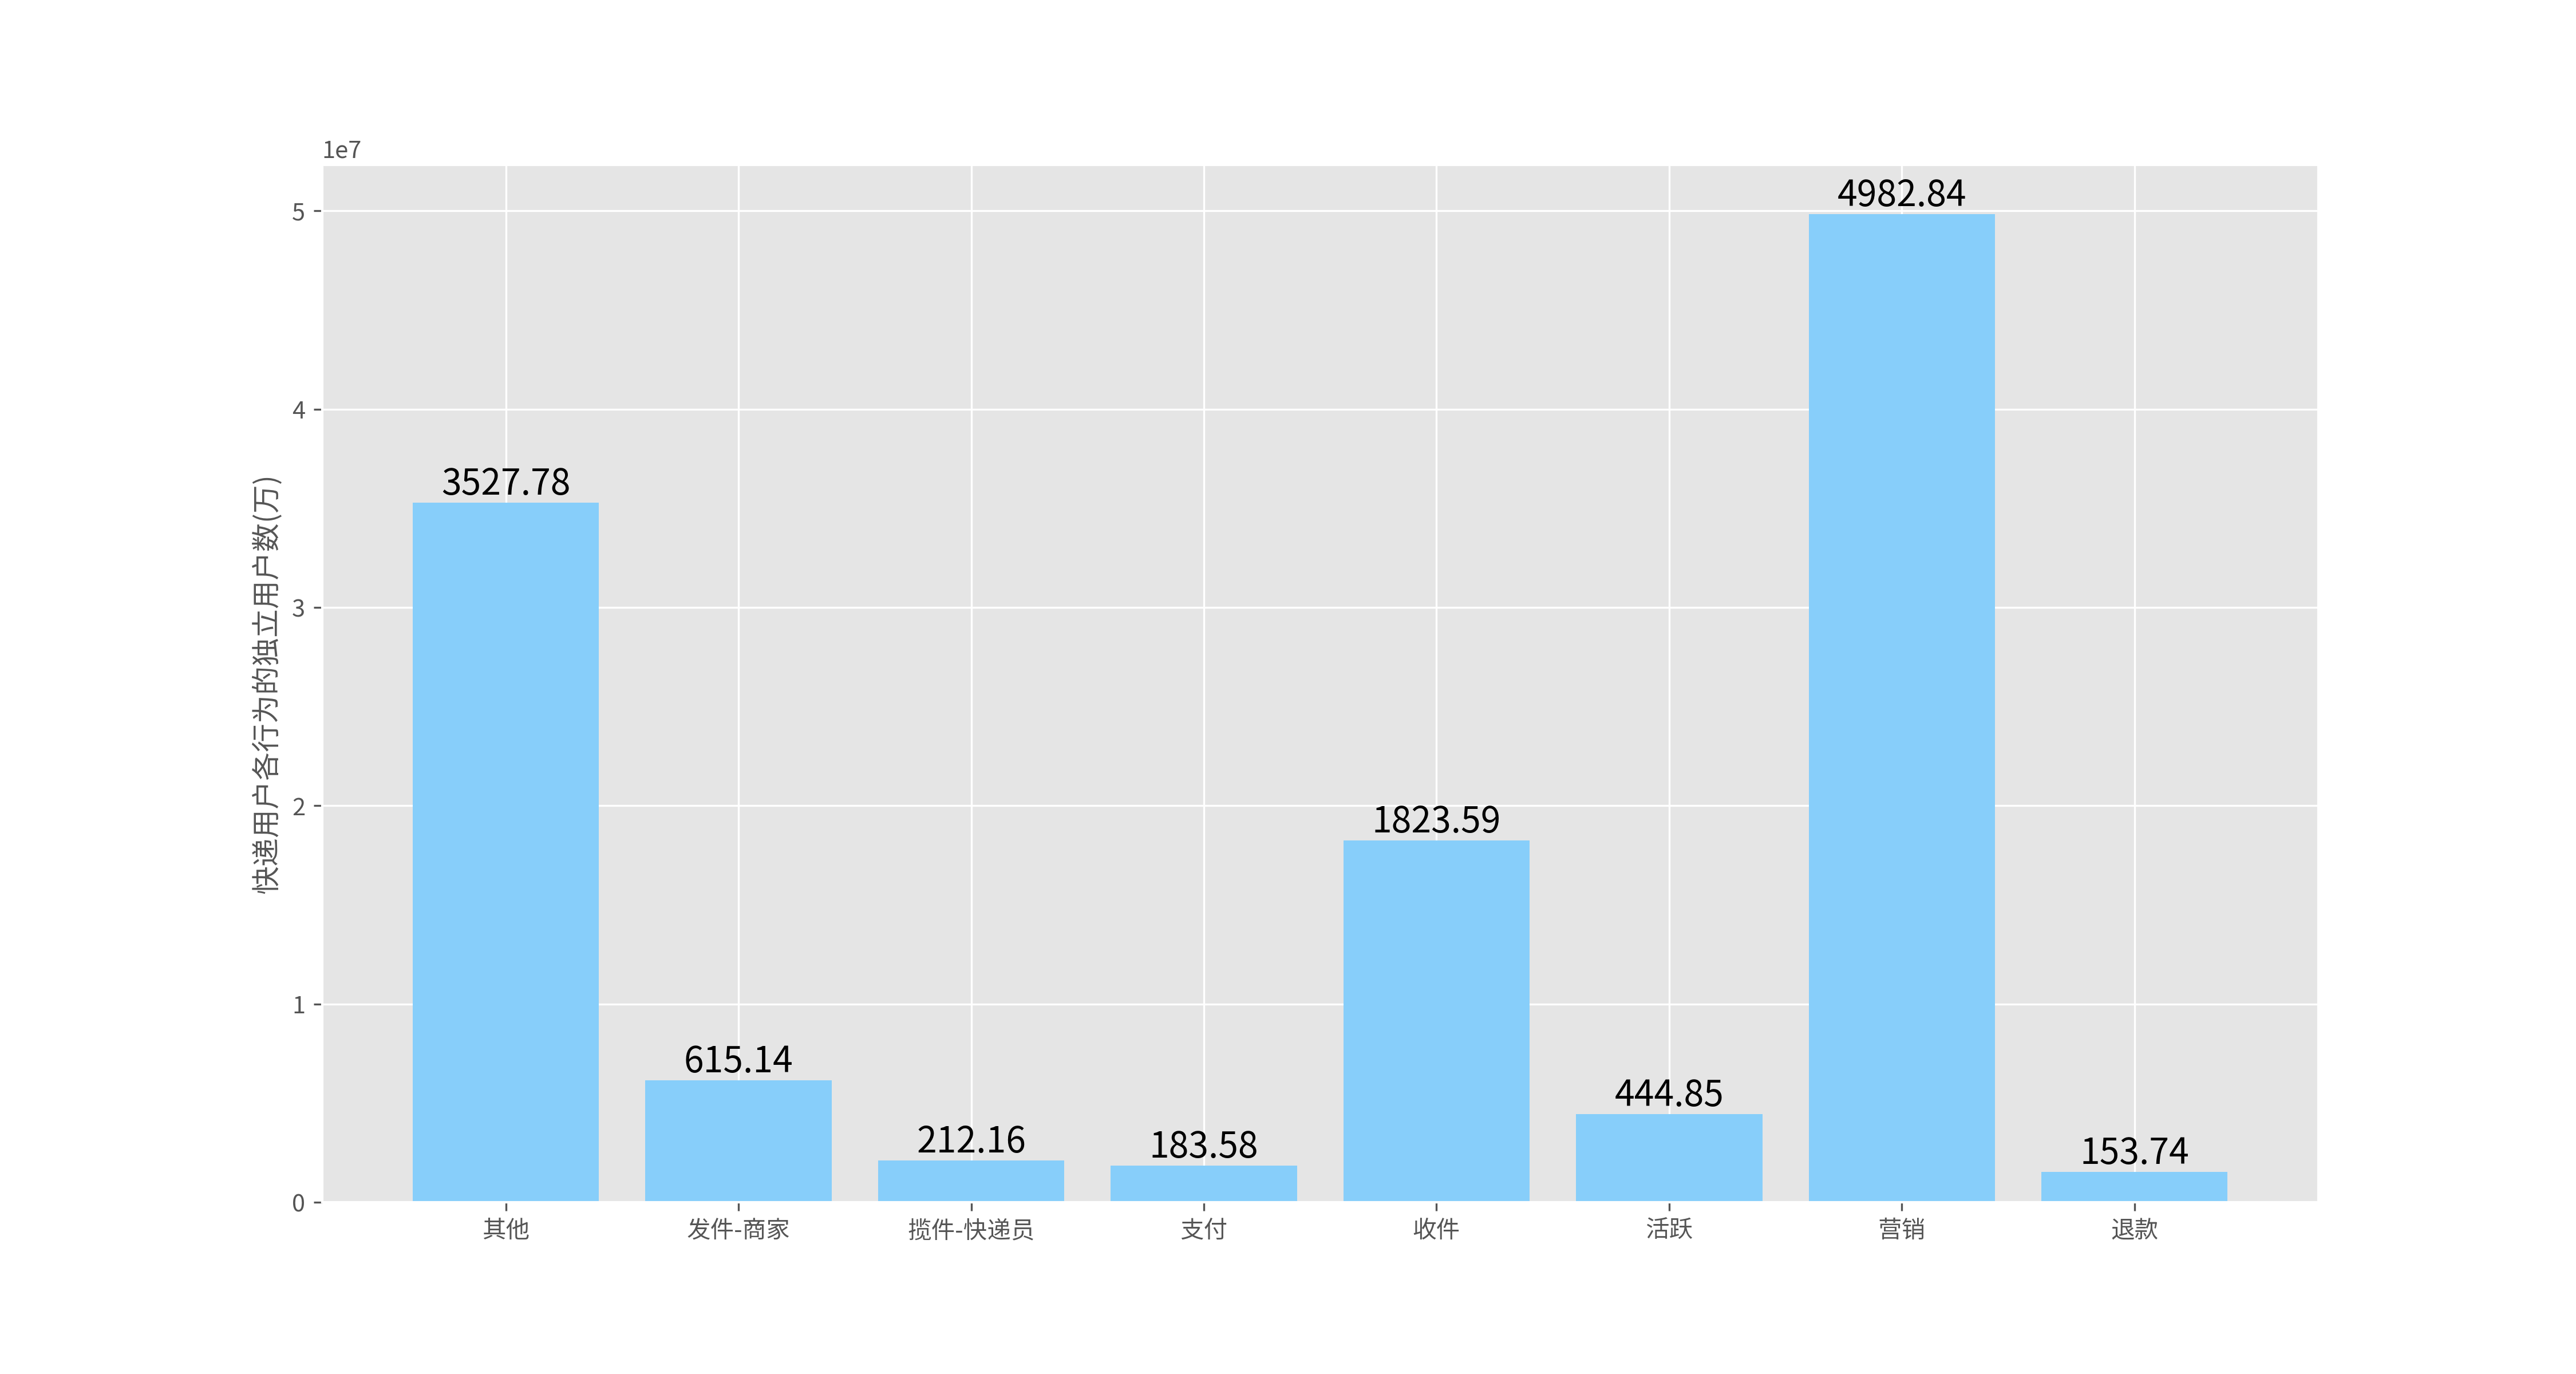 1e7
5
4
3
2
1
0
快递用户各行为的独立用户数(万)
3527.78
615.14
212.16
183.58
1823.59
444.85
4982.84
153.74
其他
发件-商家
揽件-快递员
支付
收件
活跃
营销
退款